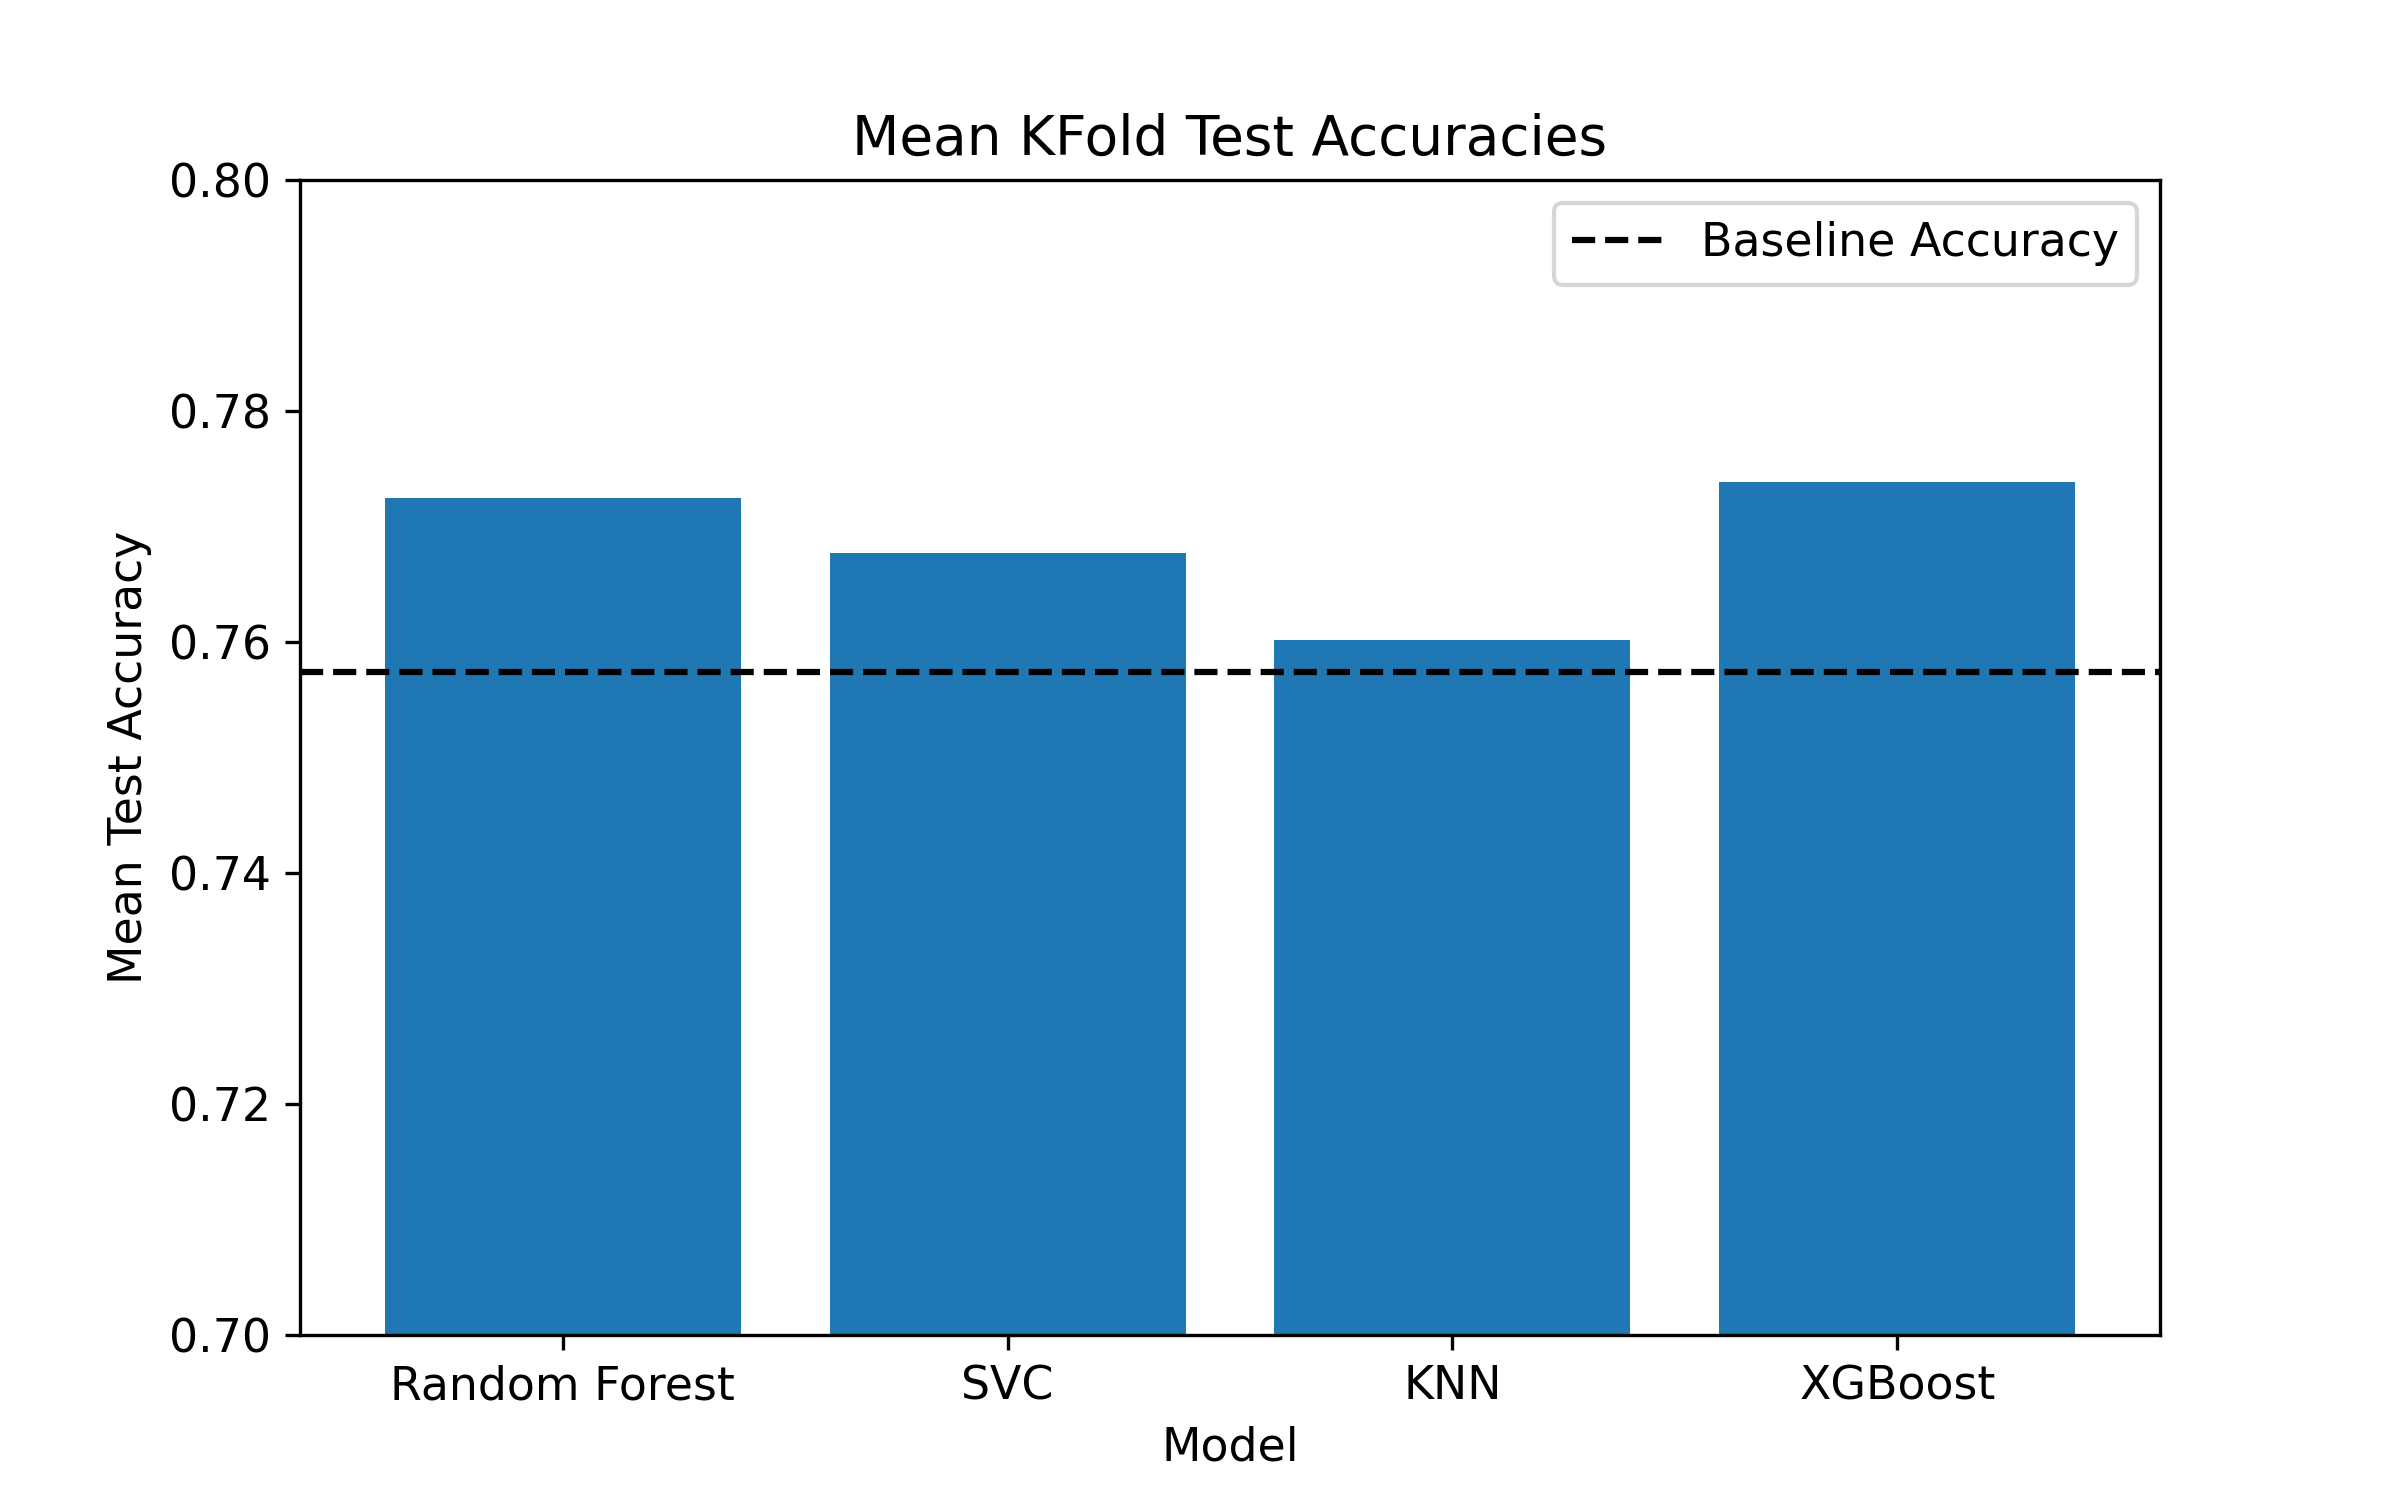 Mean KFold Test Accuracies
0.80
Baseline Accuracy
0.78
0.76
0.74
0.72
0.70
Mean Test Accuracy
Random Forest
SVC
KNN
XGBoost
Model